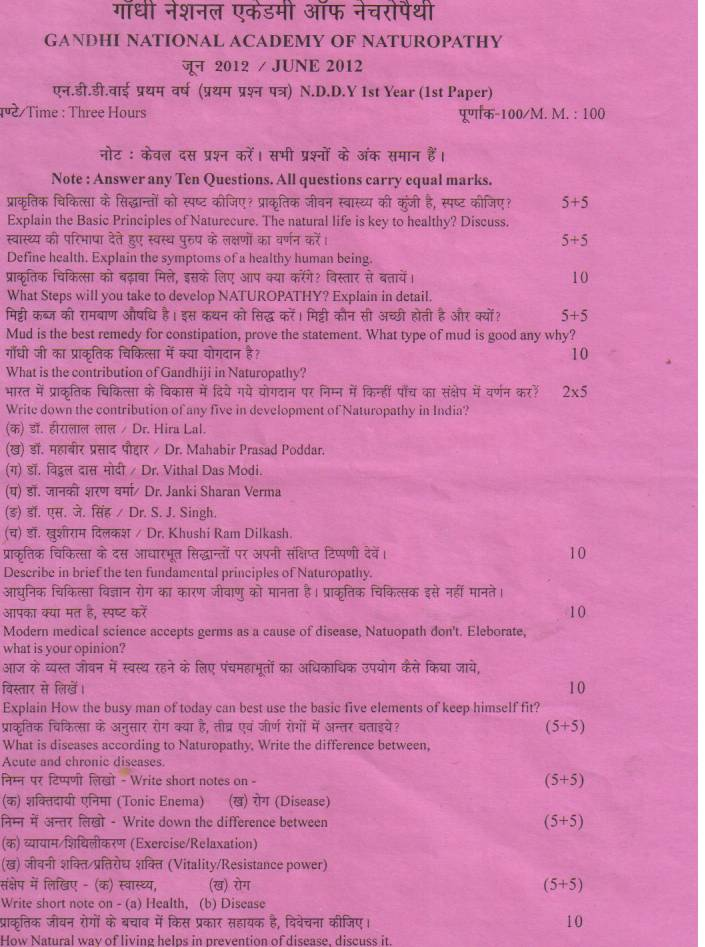 गाँधी नेशनल एकेडमी ऑफ नेचरोपैथी
GANDHI NATIONAL ACADEMY OF NATUROPATHY
जून 2012 / JUNE 2012
एन.डी.डी.वाई प्रथम वर्ष (प्रथम प्रश्न पत्र) N.D.D.Y 1st Year (1st Paper)
घण्टे/Time : Three Hours पूर्णांक-100/M. M. : 100
नोट : केवल दस प्रश्न करें। सभी प्रश्नों के अंक समान हैं।
Note : Answer any Ten Questions. All questions carry equal marks.
प्राकृतिक चिकित्सा के सिद्धान्तों को स्पष्ट कीजिए? प्राकृतिक जीवन स्वास्थ्य की कुंजी है, स्पष्ट कीजिए? 5+5
Explain the Basic Principles of Naturecure. The natural life is key to healthy? Discuss.
स्वास्थ्य की परिभाषा देते हुए स्वस्थ पुरुष के लक्षणों का वर्णन करें। 5+5
Define health. Explain the symptoms of a healthy human being.
प्राकृतिक चिकित्सा को बढ़ावा मिले, इसके लिए आप क्या करेंगे? विस्तार से बतायें। 10
What Steps will you take to develop NATUROPATHY? Explain in detail.
मिट्टी कब्ज की रामबाण औषधि है। इस कथन को सिद्ध करें। मिट्टी कौन सी अच्छी होती है और क्यों? 5+5
Mud is the best remedy for constipation, prove the statement. What type of mud is good any why?
गाँधी जी का प्राकृतिक चिकित्सा में क्या योगदान है? 10
What is the contribution of Gandhiji in Naturopathy?
भारत में प्राकृतिक चिकित्सा के विकास में दिये गये योगदान पर निम्न में किन्हीं पाँच का संक्षेप में वर्णन करें 2x5
Write down the contribution of any five in development of Naturopathy in India?
(क) डॉ. हीरालाल लाल / Dr. Hira Lal.
(ख) डॉ. महाबीर प्रसाद पौद्दार / Dr. Mahabir Prasad Poddar.
(ग) डॉ. विट्ठल दास मोदी / Dr. Vithal Das Modi.
(घ) डॉ. जानकी शरण वर्मा/ Dr. Janki Sharan Verma
(ङ) डॉ. एस. जे. सिंह / Dr. S. J. Singh.
(च) डॉ. खुशीराम दिलकश / Dr. Khushi Ram Dilkash.
प्राकृतिक चिकित्सा के दस आधारभूत सिद्धान्तों पर अपनी संक्षिप्त टिप्पणी देवें। 10
Describe in brief the ten fundamental principles of Naturopathy.
आधुनिक चिकित्सा विज्ञान रोग का कारण जीवाणु को मानता है। प्राकृतिक चिकित्सक इसे नहीं मानते।
आपका क्या मत है, स्पष्ट करें 10
Modern medical science accepts germs as a cause of disease, Natuopath don't. Eleborate,
what is your opinion?
आज के व्यस्त जीवन में स्वस्थ रहने के लिए पंचमहाभूतों का अधिकाधिक उपयोग कैसे किया जाये,
विस्तार से लिखें। 10
Explain How the busy man of today can best use the basic five elements of keep himself fit?
प्राकृतिक चिकित्सा के अनुसार रोग क्या है, तीव्र एवं जीर्ण रोगों में अन्तर बताइये? (5+5)
What is diseases according to Naturopathy, Write the difference between,
Acute and chronic diseases.
निम्न पर टिप्पणी लिखो - Write short notes on - (5+5)
(क) शक्तिदायी एनिमा (Tonic Enema) (ख) रोग (Disease)
निम्न में अन्तर लिखो - Write down the difference between (5+5)
(क) व्यायाम/शिथिलीकरण (Exercise/Relaxation)
(ख) जीवनी शक्ति/प्रतिरोध शक्ति (Vitality/Resistance power)
संक्षेप में लिखिए - (क) स्वास्थ्य, (ख) रोग (5+5)
Write short note on - (a) Health, (b) Disease
प्राकृतिक जीवन रोगों के बचाव में किस प्रकार सहायक है, विवेचना कीजिए। 10
How Natural way of living helps in prevention of disease, discuss it.